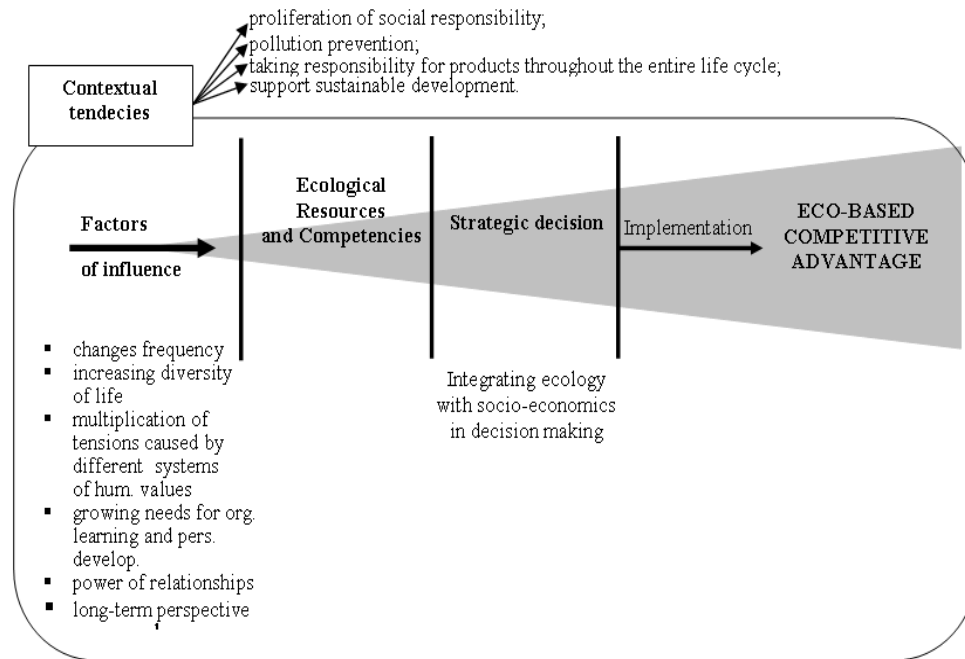 proliferation of social responsibility;
pollution prevention;
taking responsibility for products throughout the entire life cycle;
support sustainable development.
Contextual
tendecies
Factors
of influence
Ecological
Resources
and Competencies
Strategic decision
Implementation
ECO-BASED
COMPETITIVE
ADVANTAGE
▪ changes frequency
▪ increasing diversity
of life
▪ multiplication of
tensions caused by
different systems
of hum. values
▪ growing needs for org.
learning and pers.
develop.
▪ power of relationships
▪ long-term perspective
Integrating ecology
with socio-economics
in decision making